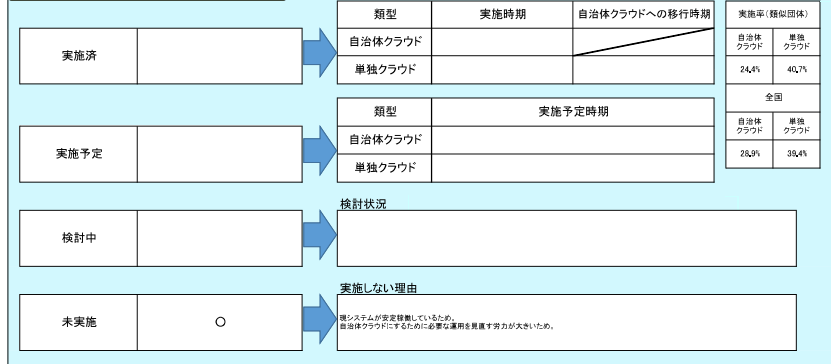 類型 実施時期 自治体クラウドへの移行時期
実施済
自治体クラウド
単独クラウド
実施率(類似団体)
自治体クラウド 単独クラウド
24.4% 40.7%
全国
自治体クラウド 単独クラウド
28.9% 39.4%
類型 実施予定時期
実施予定
自治体クラウド
単独クラウド
検討状況
検討中
実施しない理由
未実施 ○
現システムが安定稼働しているため。
自治体クラウドにするために必要な運用を見直す労力が大きいため。